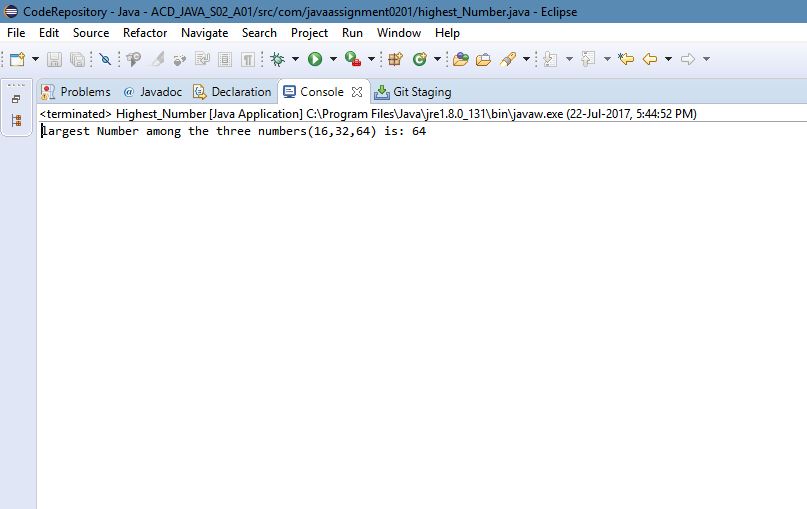 CodeRepository - Java - ACD_JAVA_S02_A01/src/com/javaassignment0201/highest_Number.java - Eclipse
File Edit Source Refactor Navigate Search Project Run Window Help
Problems @ Javadoc Declaration Console Git Staging
<terminated> Highest_Number [Java Application] C:\Program Files\Java\jre1.8.0_131\bin\javaw.exe (22-Jul-2017, 5:44:52 PM)
largest Number among the three numbers(16,32,64) is: 64